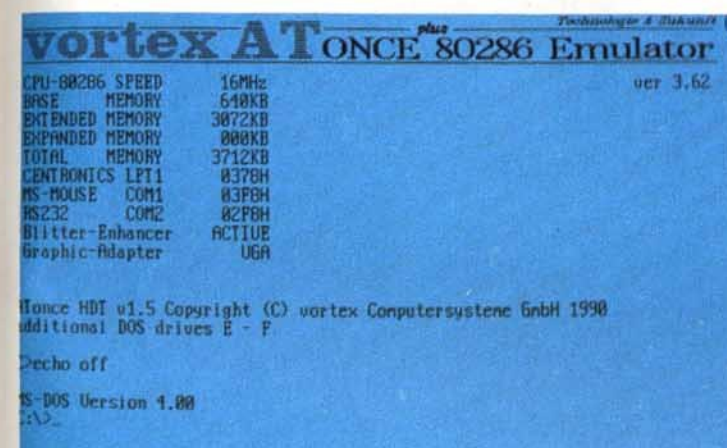 Technologie & Zukunft
vortex AT ONCE plus 80286 Emulator
CPU-80286 SPEED 16MHz ver 3.62
BASE MEMORY 640KB
EXTENDED MEMORY 3072KB
EXPANDED MEMORY 000KB
TOTAL MEMORY 3712KB
CENTRONICS LPT1 0378H
MS-MOUSE COM1 03F8H
RS232 COM2 02F8H
Blitter-Enhancer ACTIVE
Graphic-Adapter VGA
ATonce HDT v1.5 Copyright (C) vortex Computersysteme GmbH 1990
additional DOS drives E - F
>echo off
MS-DOS Version 4.00
C:\>_